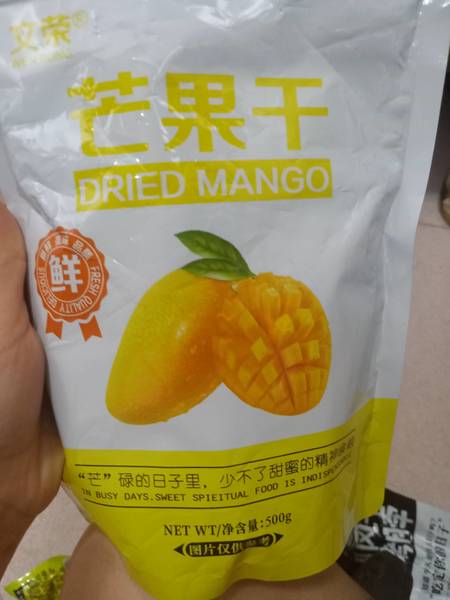 文荣®
芒果干
DRIED MANGO
鲜
FRESH QUALITY DELICIOUS
“芒”碌的日子里，少不了甜蜜的精神食粮
IN BUSY DAYS.SWEET SPIEITUAL FOOD IS INDISPENSABLE
NET WT/净含量:500g
(图片仅供参考)